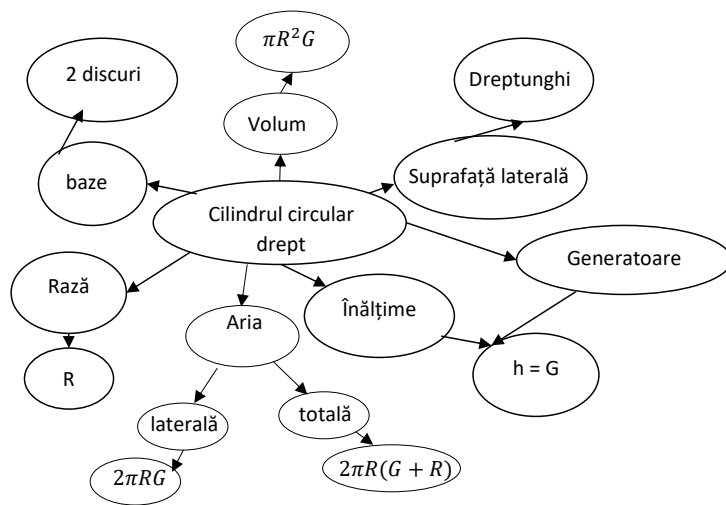 πR²G
2 discuri
Dreptunghi
Volum
baze
Suprafață laterală
Cilindrul circular
drept
Generatoare
Rază
Înălțime
Aria
R
h = G
laterală
totală
2πRG
2πR(G + R)